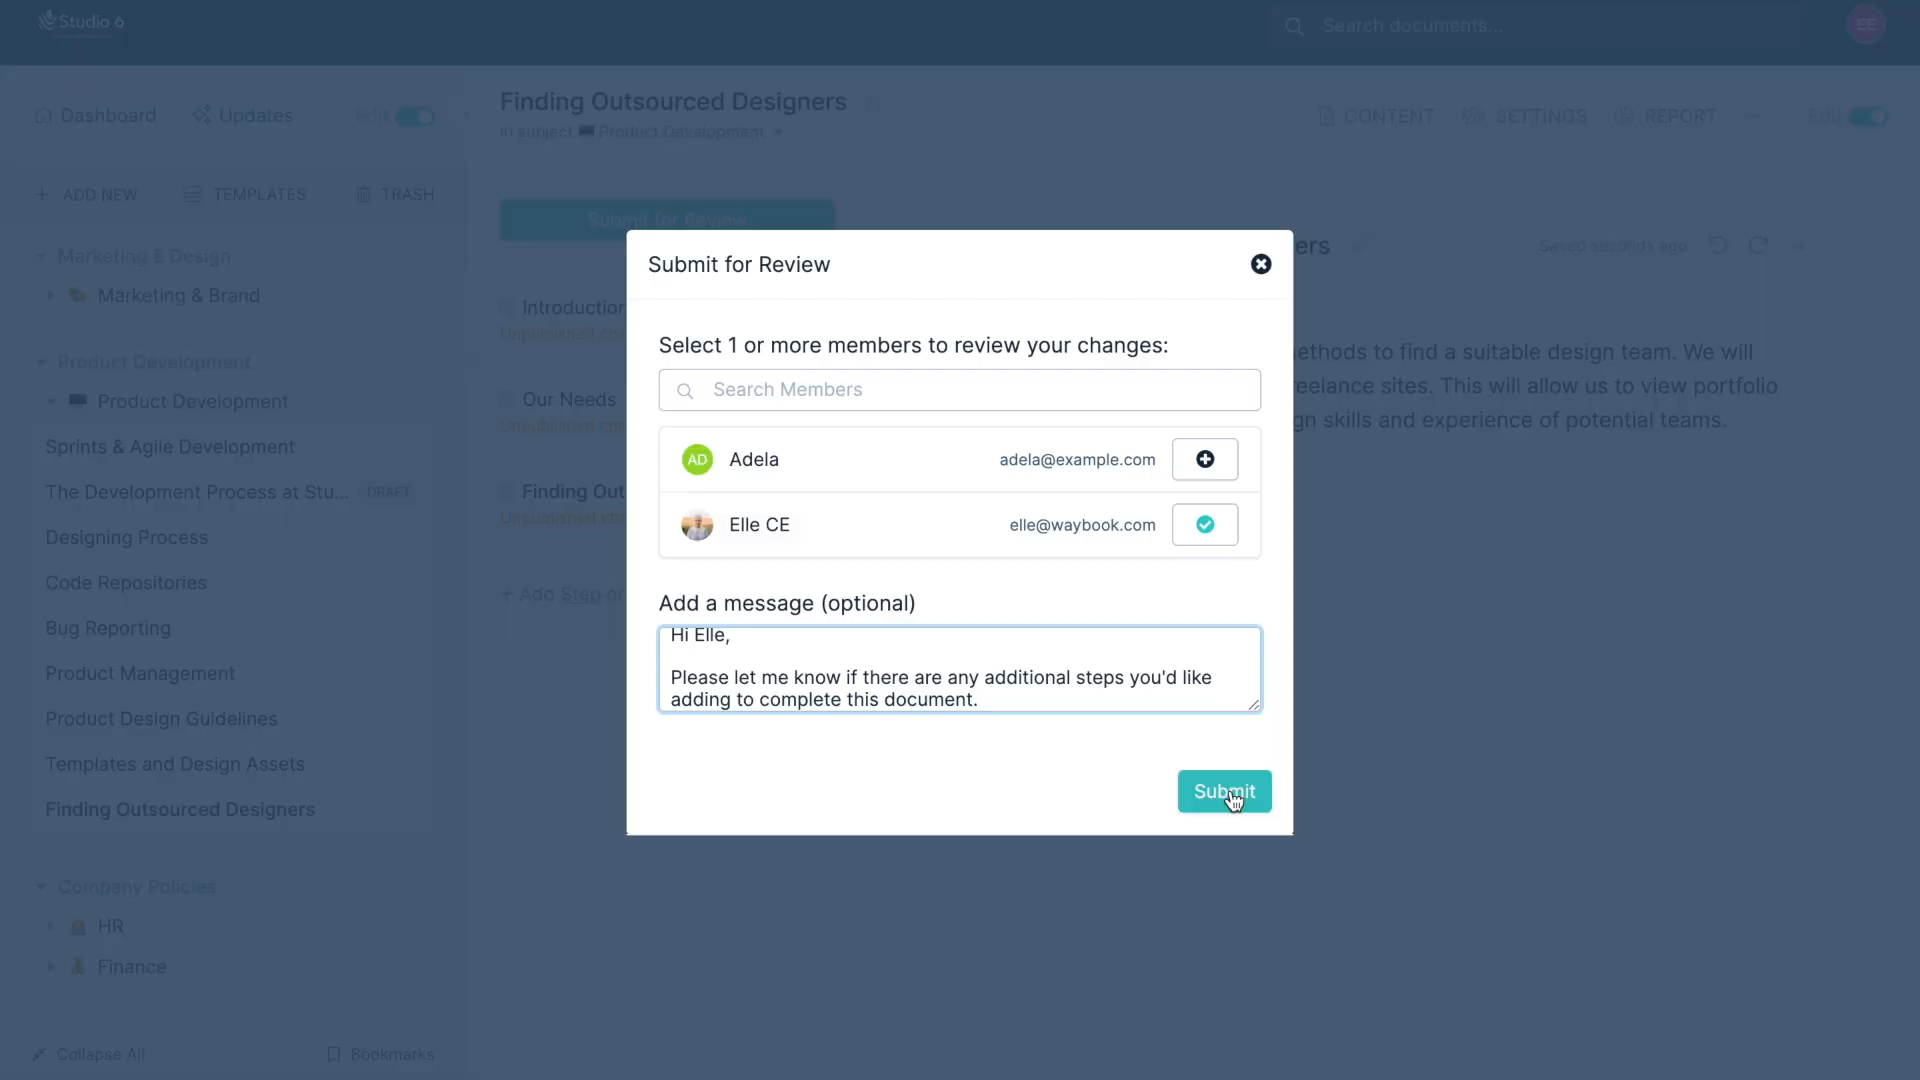 Studio 6
Search documents...
EE
Dashboard
Updates
Edit
Finding Outsourced Designers
in subject Product Development
CONTENT
SETTINGS
REPORT
Edit
ADD NEW
TEMPLATES
TRASH
Submit for Review
Marketing & Design
Marketing & Brand
Product Development
Product Development
Sprints & Agile Development
The Development Process at Stu...
DRAFT
Designing Process
Code Repositories
Bug Reporting
Product Management
Product Design Guidelines
Templates and Design Assets
Finding Outsourced Designers
Company Policies
HR
Finance
Collapse All
Bookmarks
Introduction
Unpublished
Our Needs
Unpublished
Finding Out
Unpublished
+ Add Step or
ers
Saved seconds ago
ethods to find a suitable design team. We will
reelance sites. This will allow us to view portfolio
gn skills and experience of potential teams.
Submit for Review
Select 1 or more members to review your changes:
Search Members
AD
Adela
adela@example.com
Elle CE
elle@waybook.com
Add a message (optional)
Hi Elle,
Please let me know if there are any additional steps you'd like
adding to complete this document.
Submit